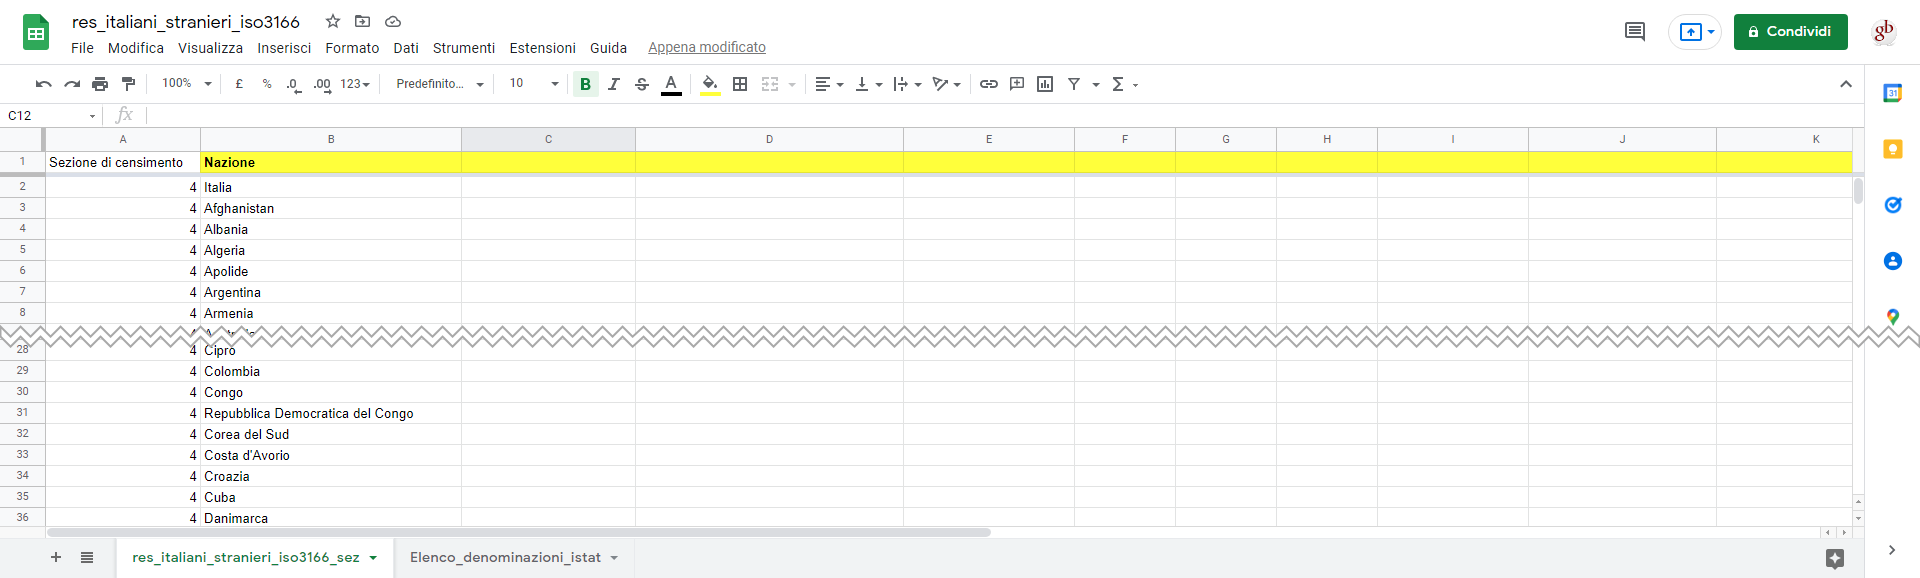 res_italiani_stranieri_iso3166
File Modifica Visualizza Inserisci Formato Dati Strumenti Estensioni Guida Appena modificato
Condividi
gb
100% £ % .0 .00 123 Predefinito... 10 B I S A
31
C12 fx
A B C D E F G H I J K
1 Sezione di censimento Nazione
2 4 Italia
3 4 Afghanistan
4 4 Albania
5 4 Algeria
6 4 Apolide
7 4 Argentina
8 4 Armenia
28 4 Cipro
29 4 Colombia
30 4 Congo
31 4 Repubblica Democratica del Congo
32 4 Corea del Sud
33 4 Costa d'Avorio
34 4 Croazia
35 4 Cuba
36 4 Danimarca
res_italiani_stranieri_iso3166_sez Elenco_denominazioni_istat